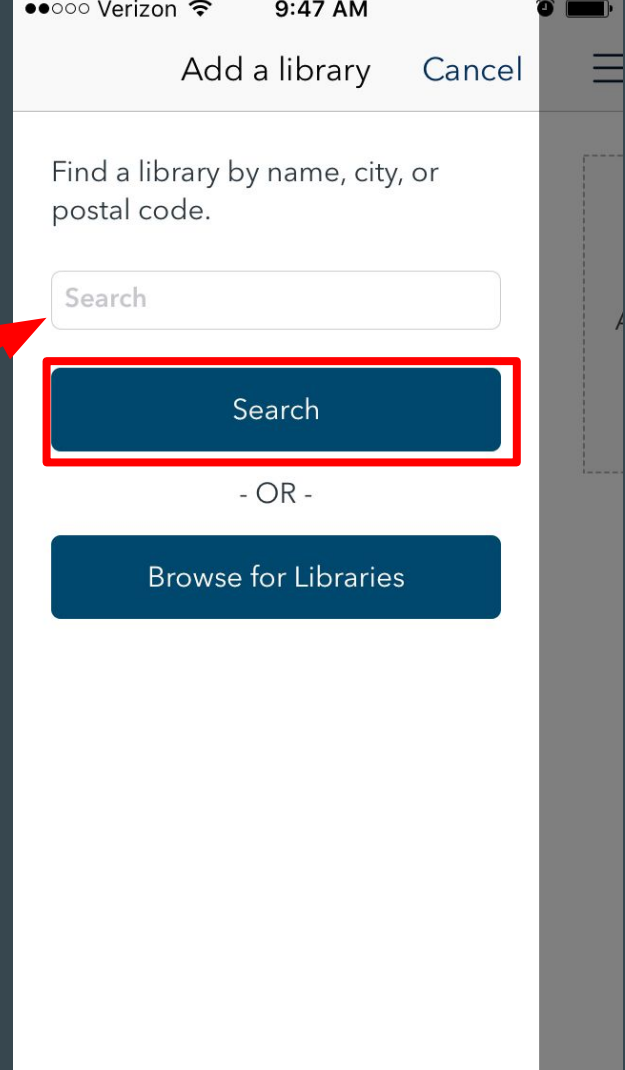 Verizon 9:47 AM
Add a library Cancel
Find a library by name, city, or
postal code.
Search
Search
- OR -
Browse for Libraries